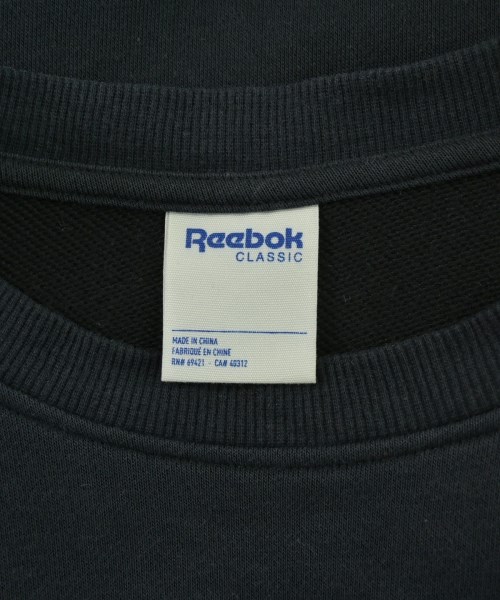 Reebok
CLASSIC
MADE IN CHINA
FABRIQUÉ EN CHINE
RN# 69421 - CA# 40312